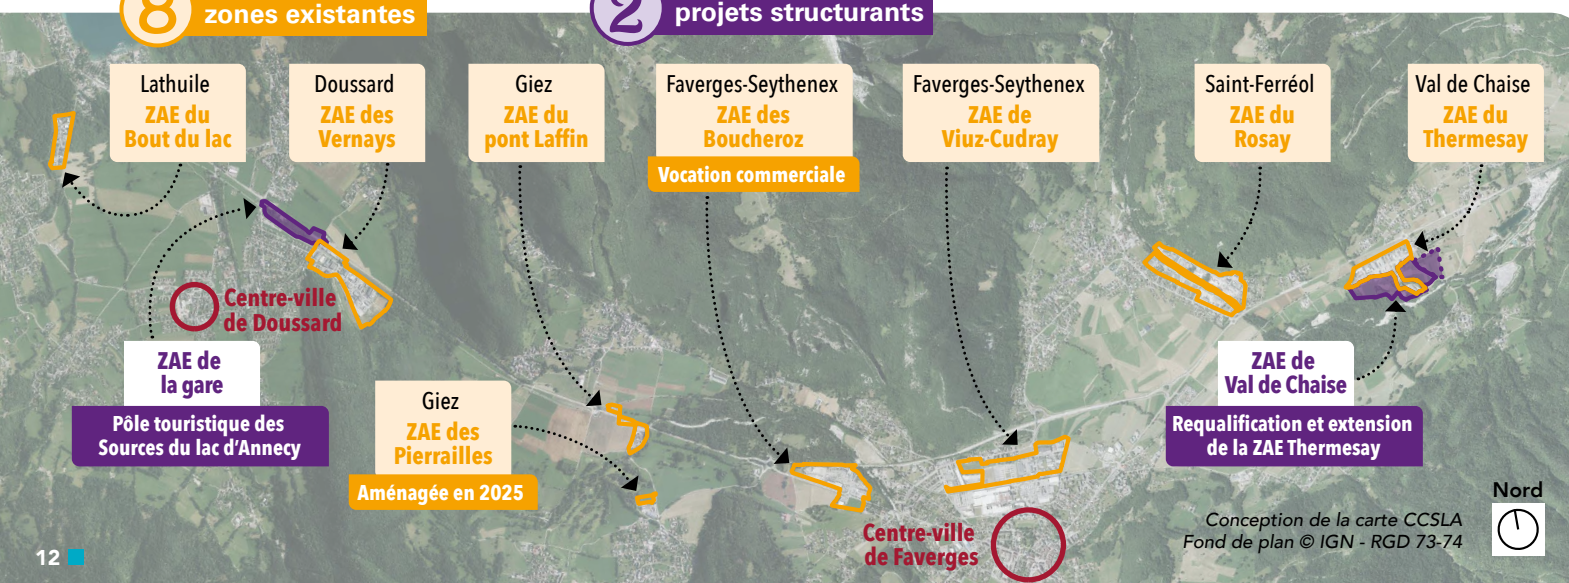 8 zones existantes
2 projets structurants
Lathuile
ZAE du
Bout du lac
Doussard
ZAE des
Vernays
Giez
ZAE du
pont Laffin
Faverges-Seythenex
ZAE des
Boucheroz
Vocation commerciale
Faverges-Seythenex
ZAE de
Viuz-Cudray
Saint-Ferréol
ZAE du
Rosay
Val de Chaise
ZAE du
Thermesay
Centre-ville
de Doussard
ZAE de
la gare
Pôle touristique des
Sources du lac d'Annecy
Giez
ZAE des
Pierrailles
Aménagée en 2025
Centre-ville
de Faverges
ZAE de
Val de Chaise
Requalification et extension
de la ZAE Thermesay
Nord
Conception de la carte CCSLA
Fond de plan © IGN - RGD 73-74
12